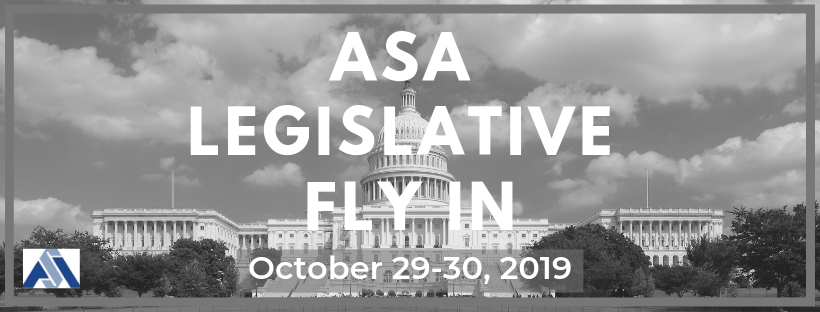 ASA
LEGISLATIVE
FLY IN
October 29-30, 2019